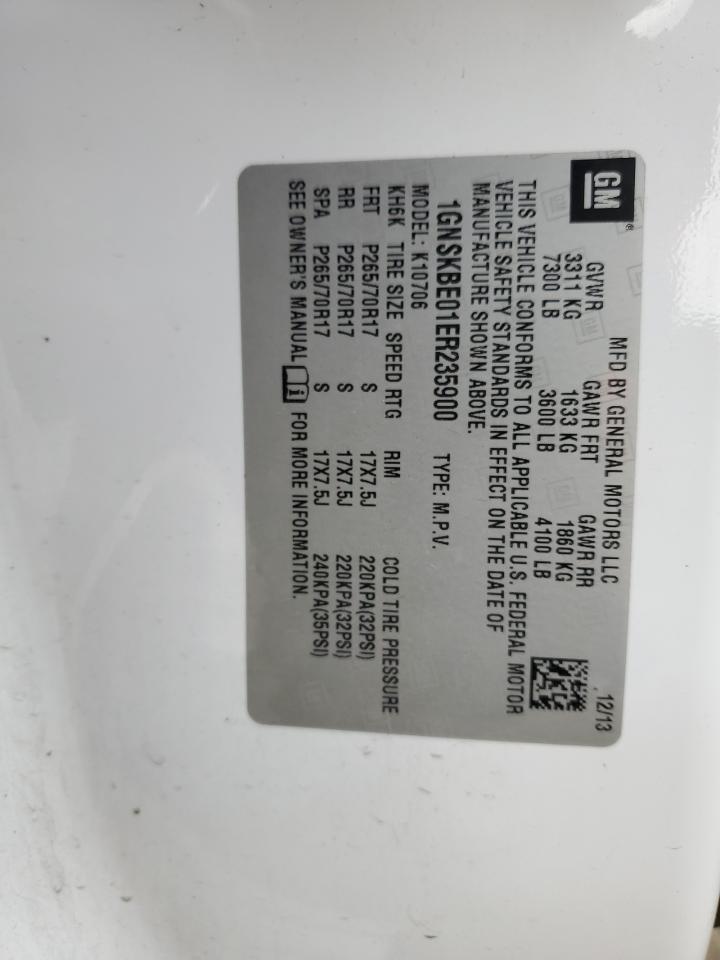 GM®
MFD BY GENERAL MOTORS LLC 12/13
GVWR GAWR FRT GAWR RR
3311 KG 1633 KG 1860 KG
7300 LB 3600 LB 4100 LB
THIS VEHICLE CONFORMS TO ALL APPLICABLE U.S. FEDERAL MOTOR
VEHICLE SAFETY STANDARDS IN EFFECT ON THE DATE OF
MANUFACTURE SHOWN ABOVE.
1GNSKBE01ER235900 TYPE: M.P.V.
MODEL: K10706
KH6K TIRE SIZE SPEED RTG RIM COLD TIRE PRESSURE
FRT P265/70R17 S 17X7.5J 220KPA(32PSI)
RR P265/70R17 S 17X7.5J 220KPA(32PSI)
SPA P265/70R17 S 17X7.5J 240KPA(35PSI)
SEE OWNER'S MANUAL FOR MORE INFORMATION.